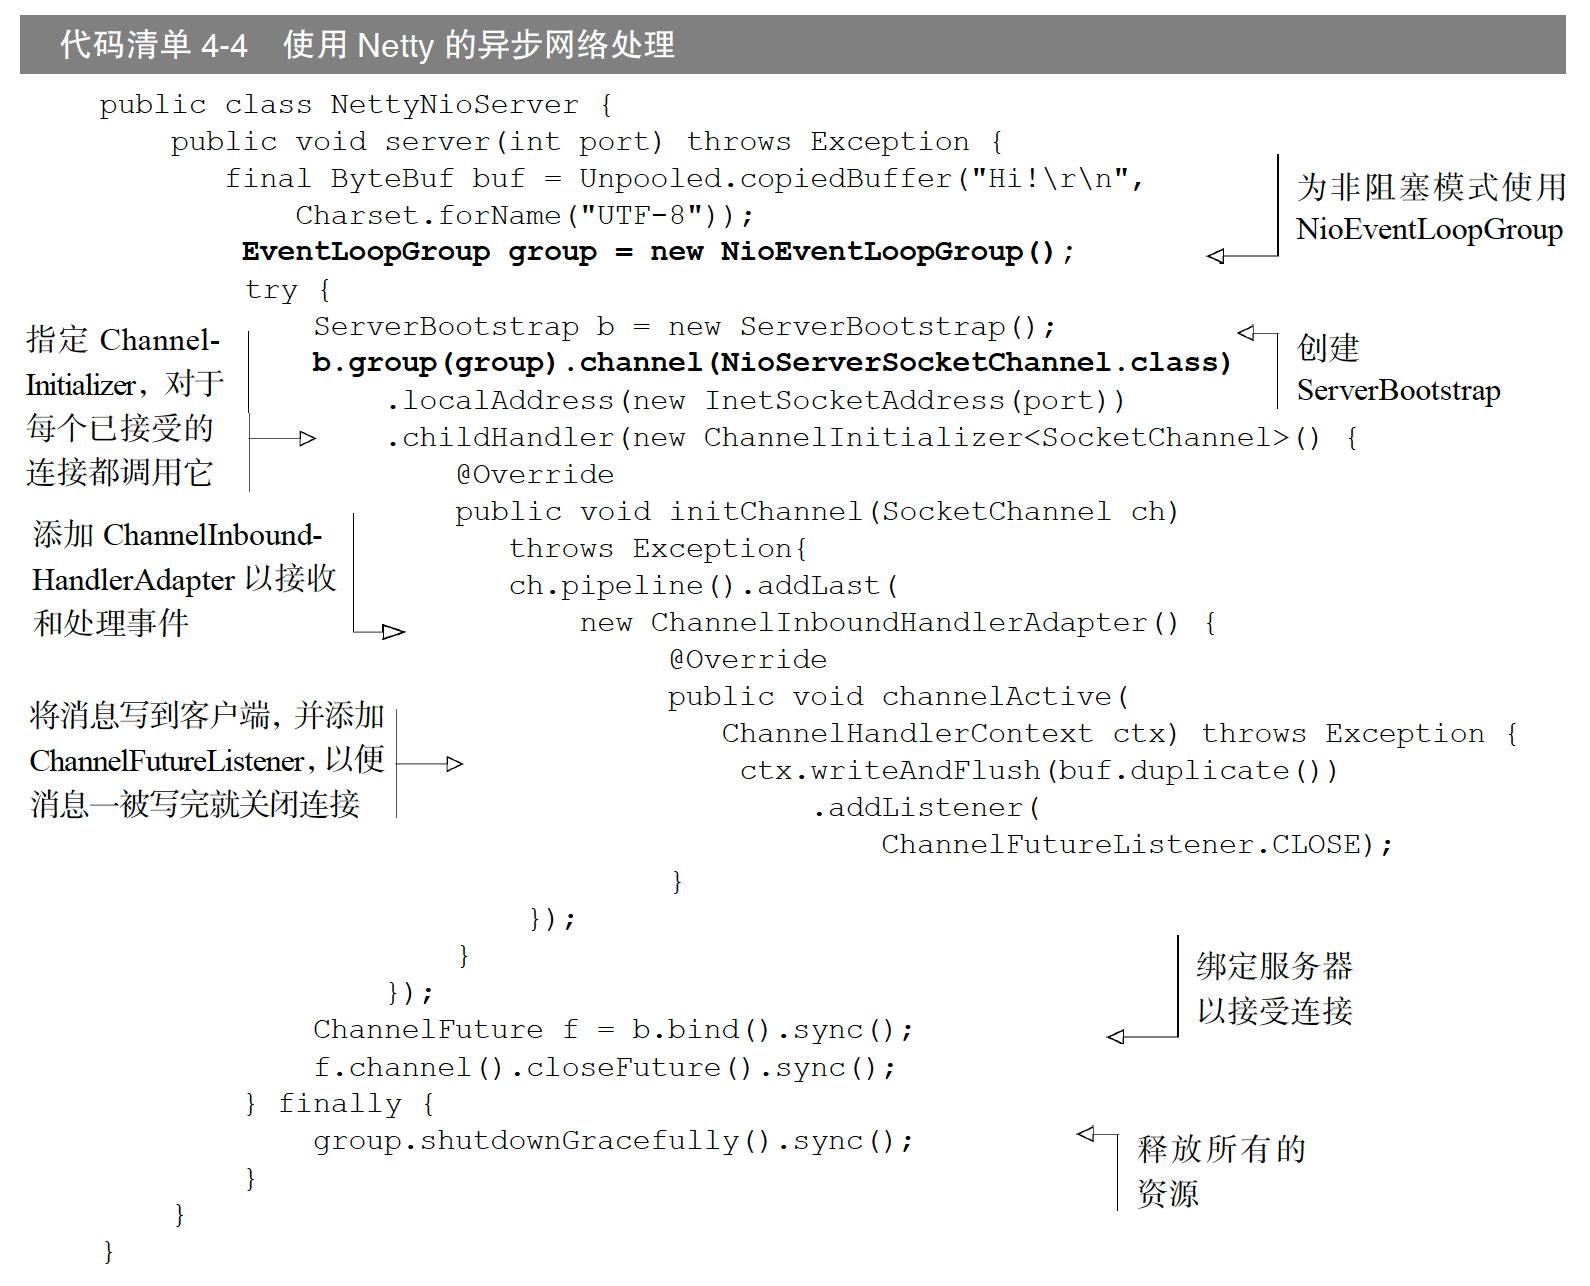 代码清单 4-4 使用 Netty 的异步网络处理
public class NettyNioServer {
public void server(int port) throws Exception {
final ByteBuf buf = Unpooled.copiedBuffer("Hi!\r\n",
Charset.forName("UTF-8"));
EventLoopGroup group = new NioEventLoopGroup();
为非阻塞模式使用
NioEventLoopGroup
try {
ServerBootstrap b = new ServerBootstrap();
创建
ServerBootstrap
b.group(group).channel(NioServerSocketChannel.class)
.localAddress(new InetSocketAddress(port))
.childHandler(new ChannelInitializer<SocketChannel>() {
指定 Channel-
Initializer，对于
每个已接受的
连接都调用它
@Override
public void initChannel(SocketChannel ch)
throws Exception{
ch.pipeline().addLast(
new ChannelInboundHandlerAdapter() {
添加 ChannelInbound-
HandlerAdapter 以接收
和处理事件
@Override
public void channelActive(
ChannelHandlerContext ctx) throws Exception {
ctx.writeAndFlush(buf.duplicate())
.addListener(
ChannelFutureListener.CLOSE);
将消息写到客户端，并添加
ChannelFutureListener，以便
消息一被写完就关闭连接
}
});
}
});
ChannelFuture f = b.bind().sync();
绑定服务器
以接受连接
f.channel().closeFuture().sync();
} finally {
group.shutdownGracefully().sync();
释放所有的
资源
}
}
}